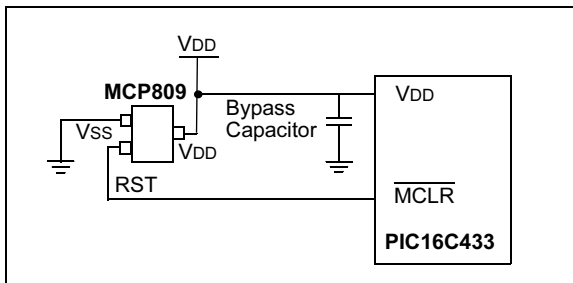 VDD
MCP809
VDD
Bypass
Capacitor
VSS
VDD
RST
MCLR
PIC16C433